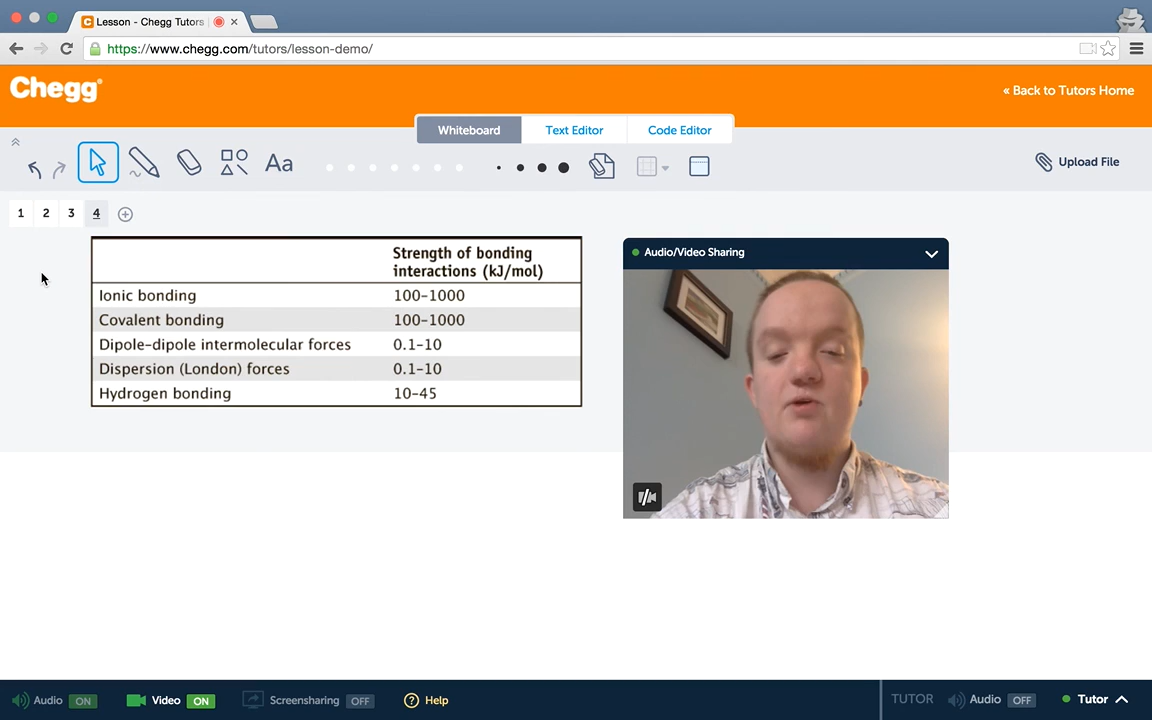 Lesson - Chegg Tutors
https://www.chegg.com/tutors/lesson-demo/
Chegg®
« Back to Tutors Home
Whiteboard Text Editor Code Editor
Aa
Upload File
1 2 3 4
Strength of bonding
interactions (kJ/mol)
Ionic bonding 100–1000
Covalent bonding 100–1000
Dipole–dipole intermolecular forces 0.1–10
Dispersion (London) forces 0.1–10
Hydrogen bonding 10–45
Audio/Video Sharing
Audio ON Video ON Screensharing OFF ? Help TUTOR Audio OFF Tutor